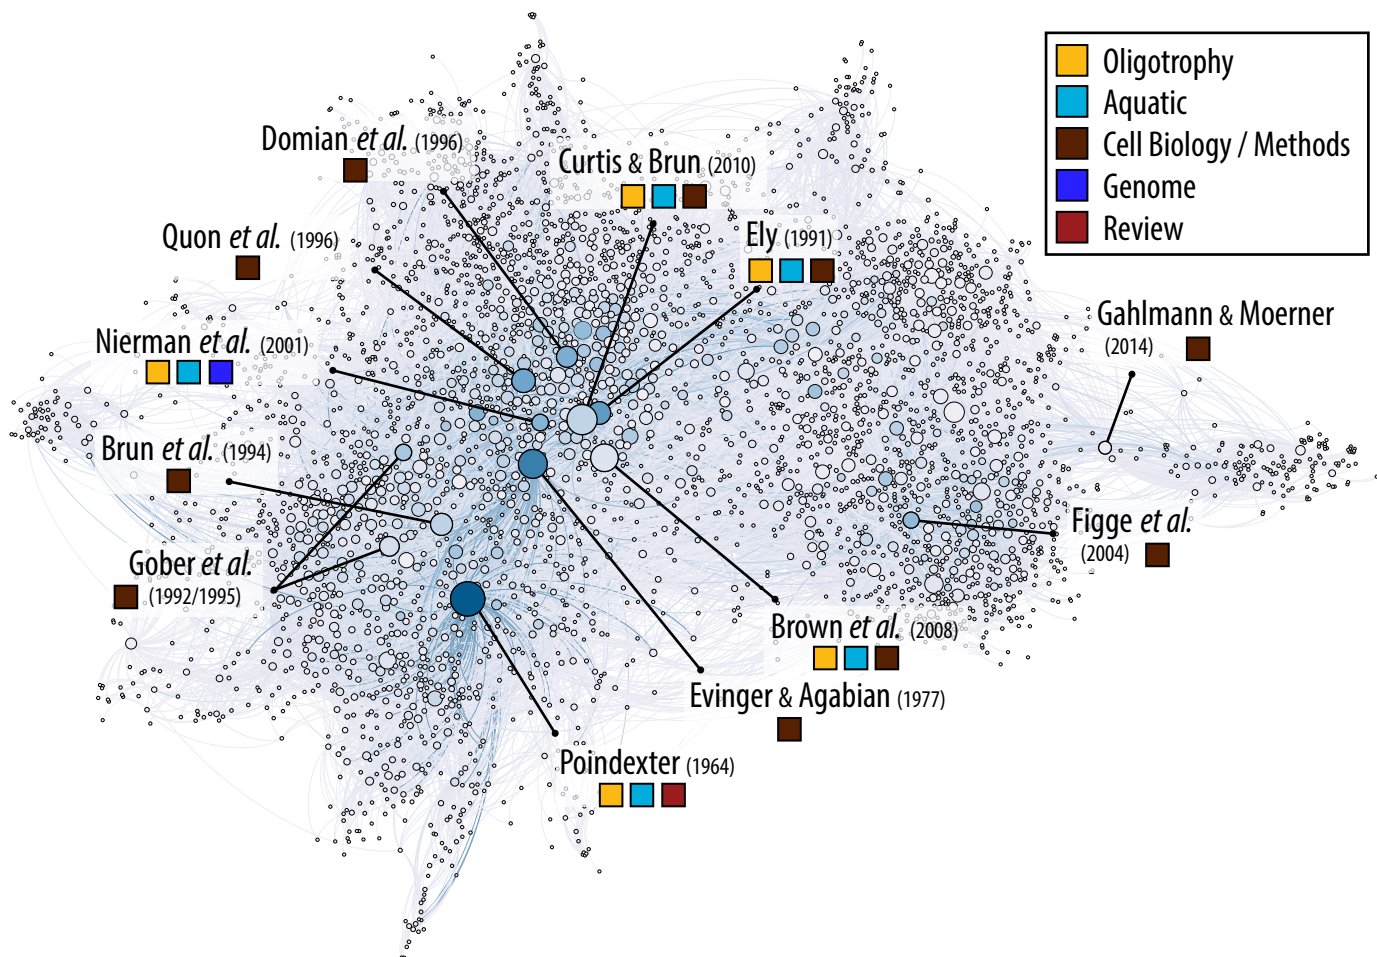 Oligotrophy
Aquatic
Cell Biology / Methods
Genome
Review
Domian et al. (1996)
Curtis & Brun (2010)
Quon et al. (1996)
Ely (1991)
Nierman et al. (2001)
Gahlmann & Moerner
(2014)
Brun et al. (1994)
Figge et al.
(2004)
Gober et al.
(1992/1995)
Brown et al. (2008)
Evinger & Agabian (1977)
Poindexter (1964)